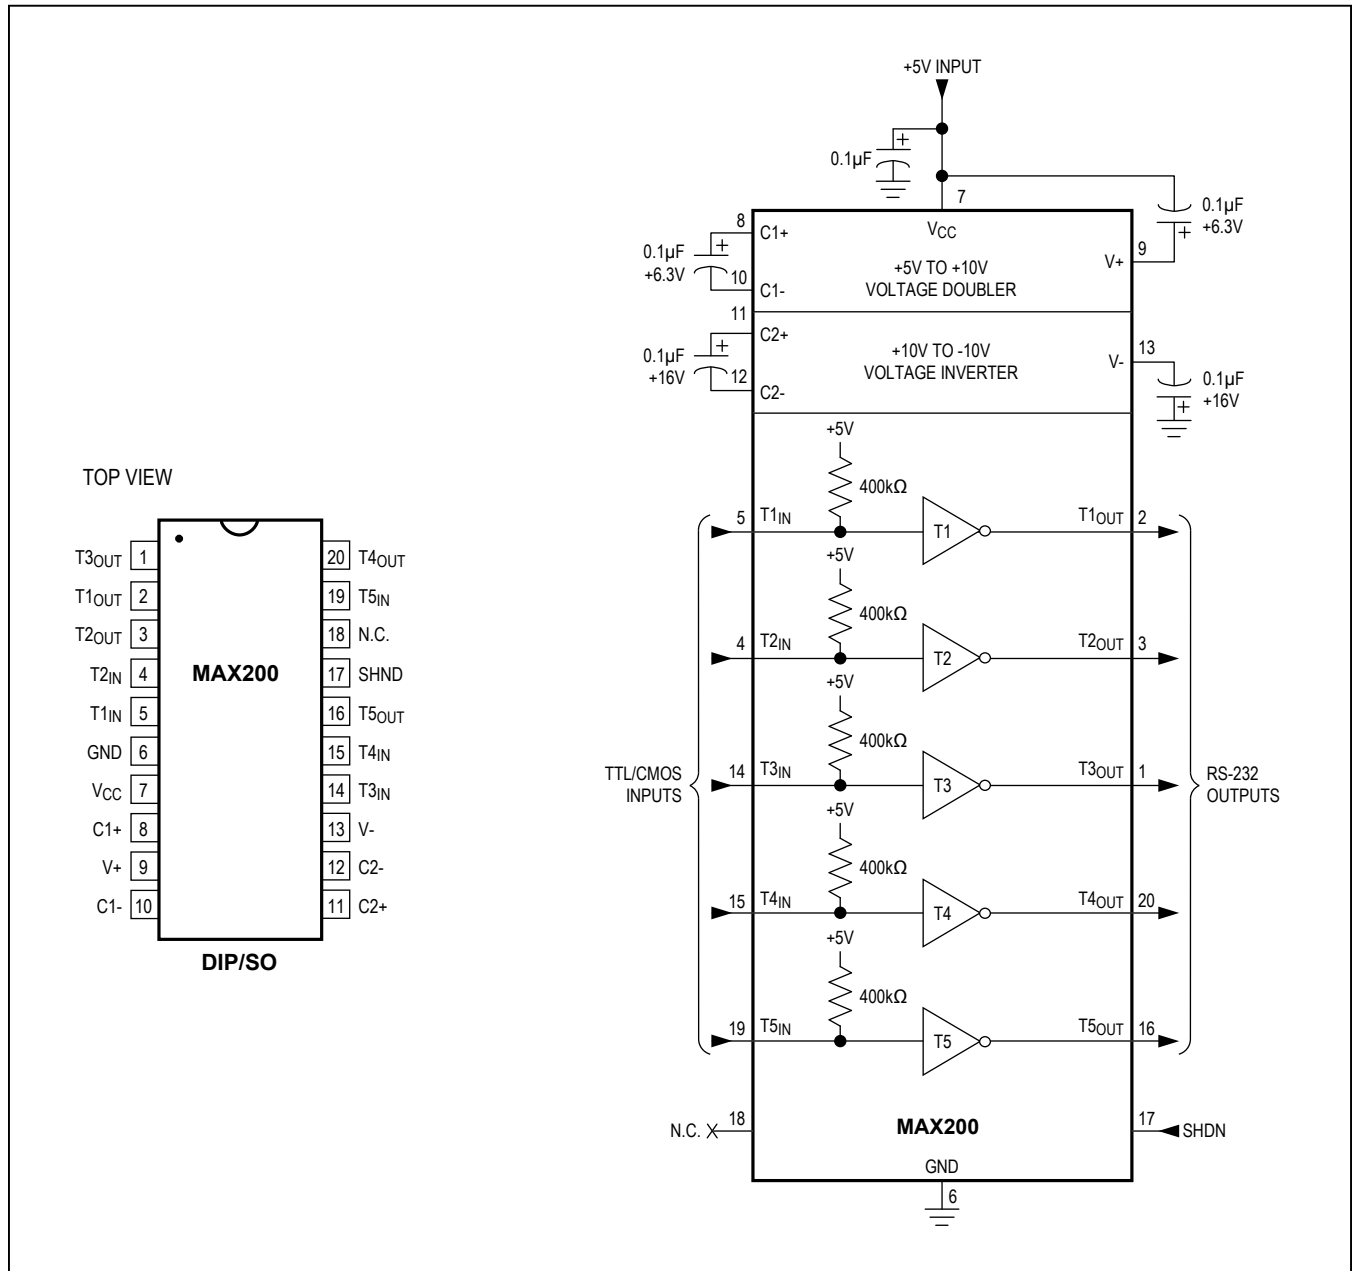 TOP VIEW
T3OUT 1
T1OUT 2
T2OUT 3
T2IN 4
T1IN 5
GND 6
VCC 7
C1+ 8
V+ 9
C1- 10
MAX200
20 T4OUT
19 T5IN
18 N.C.
17 SHND
16 T5OUT
15 T4IN
14 T3IN
13 V-
12 C2-
11 C2+
DIP/SO
+5V INPUT
0.1µF
+
7
VCC
0.1µF
+6.3V
+
9
V+
8
C1+
0.1µF
+6.3V
+
10
C1-
+5V TO +10V
VOLTAGE DOUBLER
11
C2+
0.1µF
+16V
+
12
C2-
+10V TO -10V
VOLTAGE INVERTER
13
V-
0.1µF
+16V
+
+5V
400kΩ
5 T1IN
T1
T1OUT 2
+5V
400kΩ
4 T2IN
T2
T2OUT 3
+5V
400kΩ
TTL/CMOS
INPUTS
14 T3IN
T3
T3OUT 1
RS-232
OUTPUTS
+5V
400kΩ
15 T4IN
T4
T4OUT 20
+5V
400kΩ
19 T5IN
T5
T5OUT 16
N.C. 18
MAX200
17 SHDN
GND
6